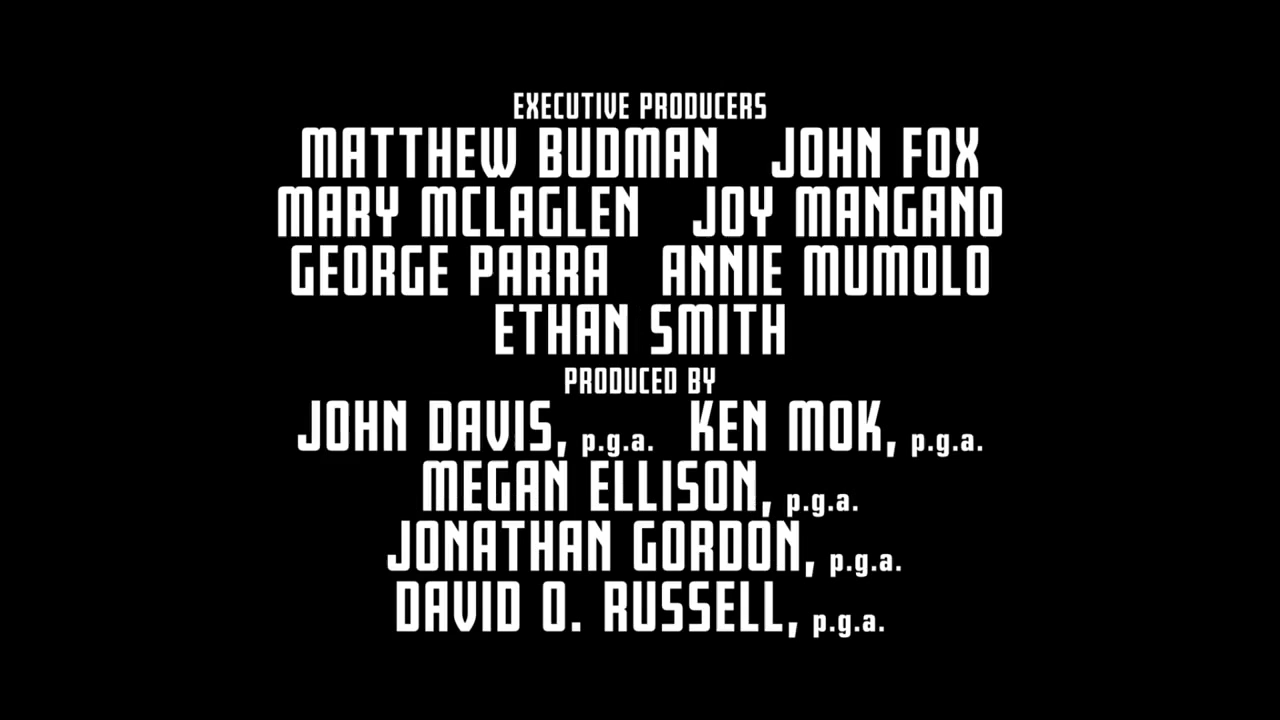 EXECUTIVE PRODUCERS
MATTHEW BUDMAN JOHN FOX
MARY MCLAGLEN JOY MANGANO
GEORGE PARRA ANNIE MUMOLO
ETHAN SMITH
PRODUCED BY
JOHN DAVIS, p.g.a. KEN MOK, p.g.a.
MEGAN ELLISON, p.g.a.
JONATHAN GORDON, p.g.a.
DAVID O. RUSSELL, p.g.a.